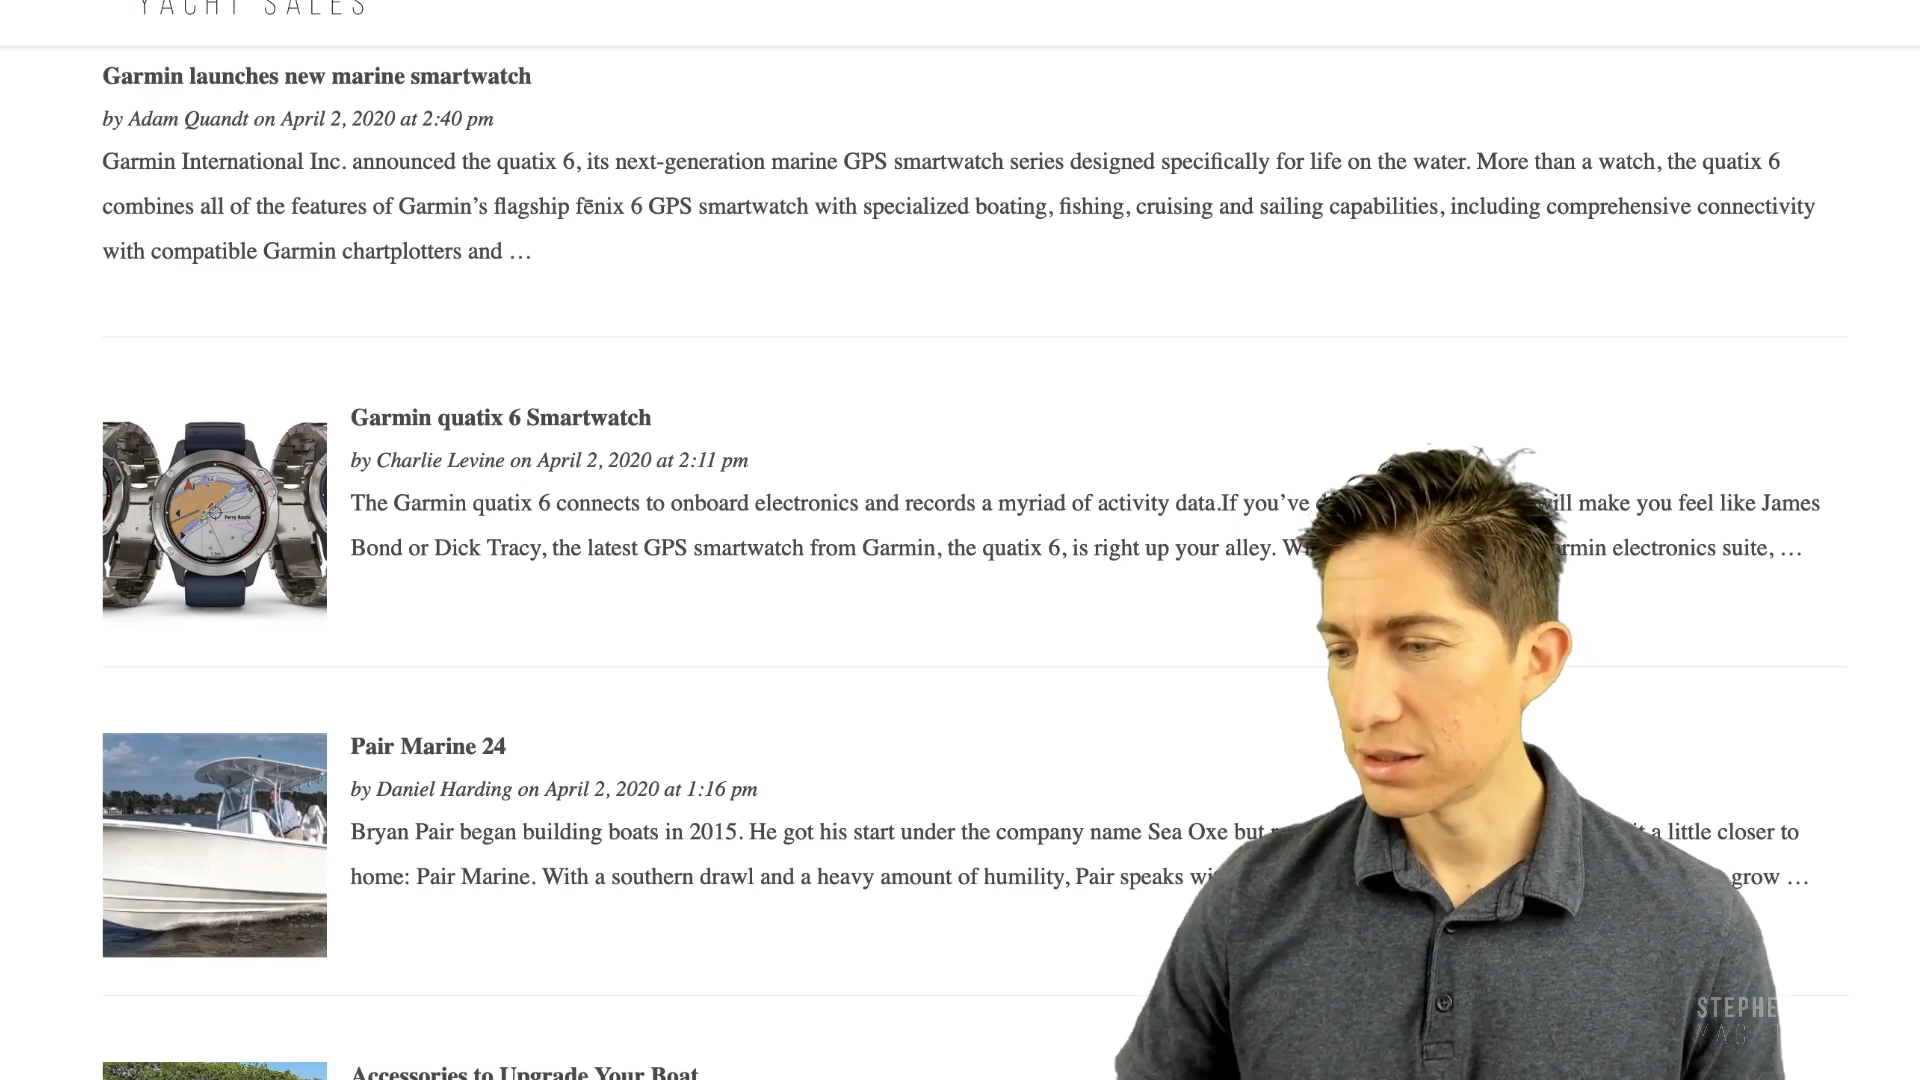 YACHT SALES
Garmin launches new marine smartwatch
by Adam Quandt on April 2, 2020 at 2:40 pm
Garmin International Inc. announced the quatix 6, its next-generation marine GPS smartwatch series designed specifically for life on the water. More than a watch, the quatix 6
combines all of the features of Garmin’s flagship fēnix 6 GPS smartwatch with specialized boating, fishing, cruising and sailing capabilities, including comprehensive connectivity
with compatible Garmin chartplotters and …
Garmin quatix 6 Smartwatch
by Charlie Levine on April 2, 2020 at 2:11 pm
The Garmin quatix 6 connects to onboard electronics and records a myriad of activity data.If you’ve will make you feel like James
Bond or Dick Tracy, the latest GPS smartwatch from Garmin, the quatix 6, is right up your alley. electronics suite, …
Pair Marine 24
by Daniel Harding on April 2, 2020 at 1:16 pm
Bryan Pair began building boats in 2015. He got his start under the company name Sea Oxe but a little closer to
home: Pair Marine. With a southern drawl and a heavy amount of humility, Pair speaks grow …
Accessories to Upgrade Your Boat
STEPHE